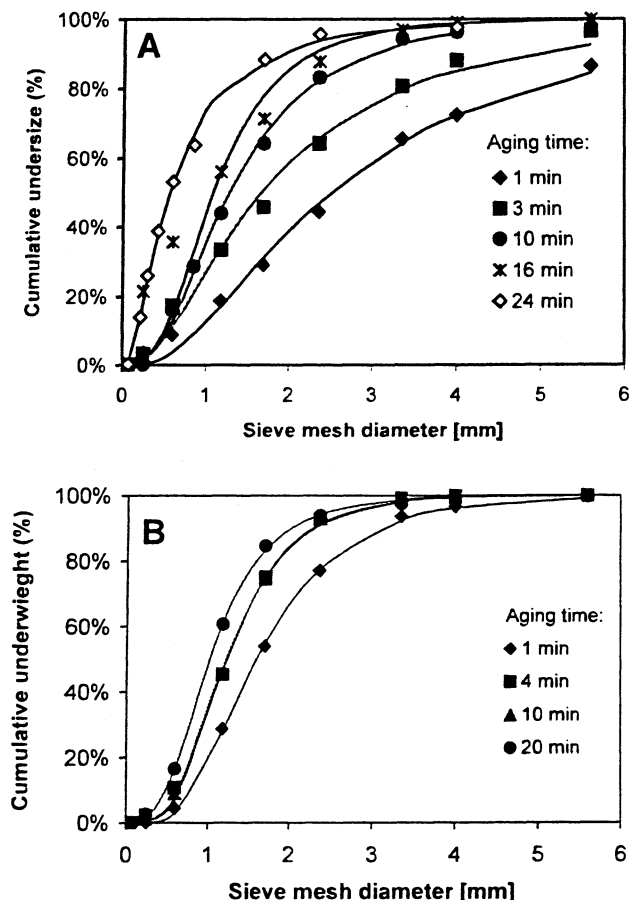 A
Cumulative undersize (%)
100%
80%
60%
40%
20%
0%
0 1 2 3 4 5 6
Sieve mesh diameter [mm]
Aging time:
1 min
3 min
10 min
16 min
24 min
B
Cumulative underwieght (%)
100%
80%
60%
40%
20%
0%
0 1 2 3 4 5 6
Sieve mesh diameter [mm]
Aging time:
1 min
4 min
10 min
20 min